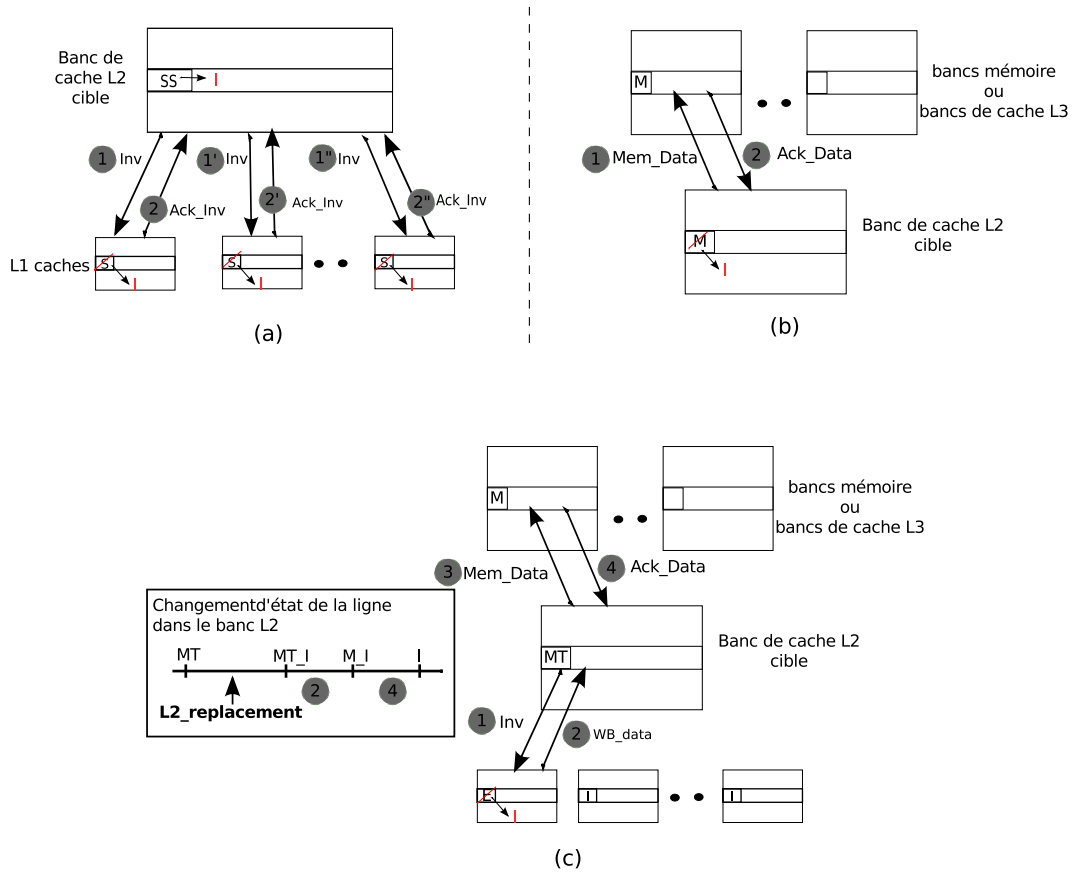 Banc de
cache L2
cible
SS
I
1 Inv
1' Inv
1" Inv
2 Ack_Inv
2' Ack_Inv
2" Ack_Inv
L1 caches
S
I
S
I
S
I
(a)
M
bancs mémoire
ou
bancs de cache L3
1 Mem_Data
2 Ack_Data
M
I
Banc de cache L2
cible
(b)
M
bancs mémoire
ou
bancs de cache L3
3 Mem_Data
4 Ack_Data
Changementd'état de la ligne
dans le banc L2
MT MT_I M_I I
2 4
L2_replacement
MT
Banc de cache L2
cible
1 Inv
2 WB_data
E
I
I
I
(c)